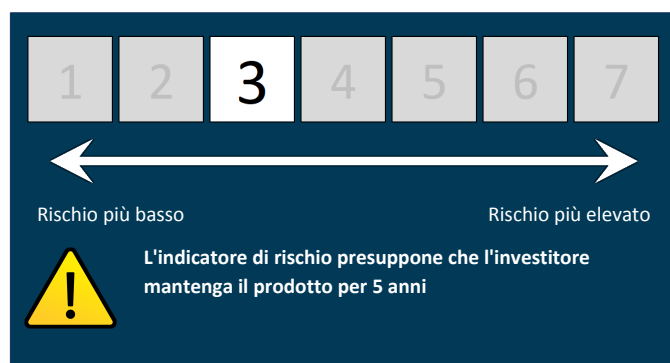 1 2 3 4 5 6 7
Rischio più basso Rischio più elevato
L'indicatore di rischio presuppone che l'investitore
mantenga il prodotto per 5 anni